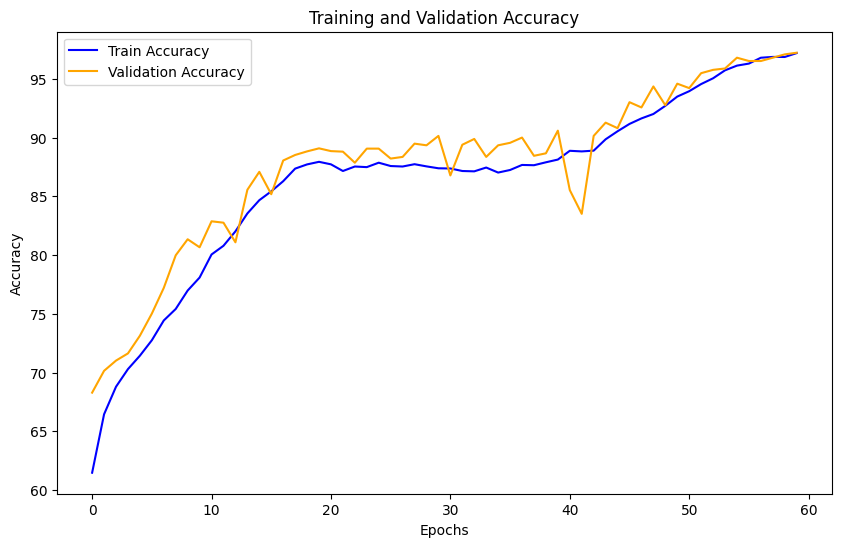 Training and Validation Accuracy
Train Accuracy
Validation Accuracy
95
90
85
80
75
70
65
60
Accuracy
0 10 20 30 40 50 60
Epochs